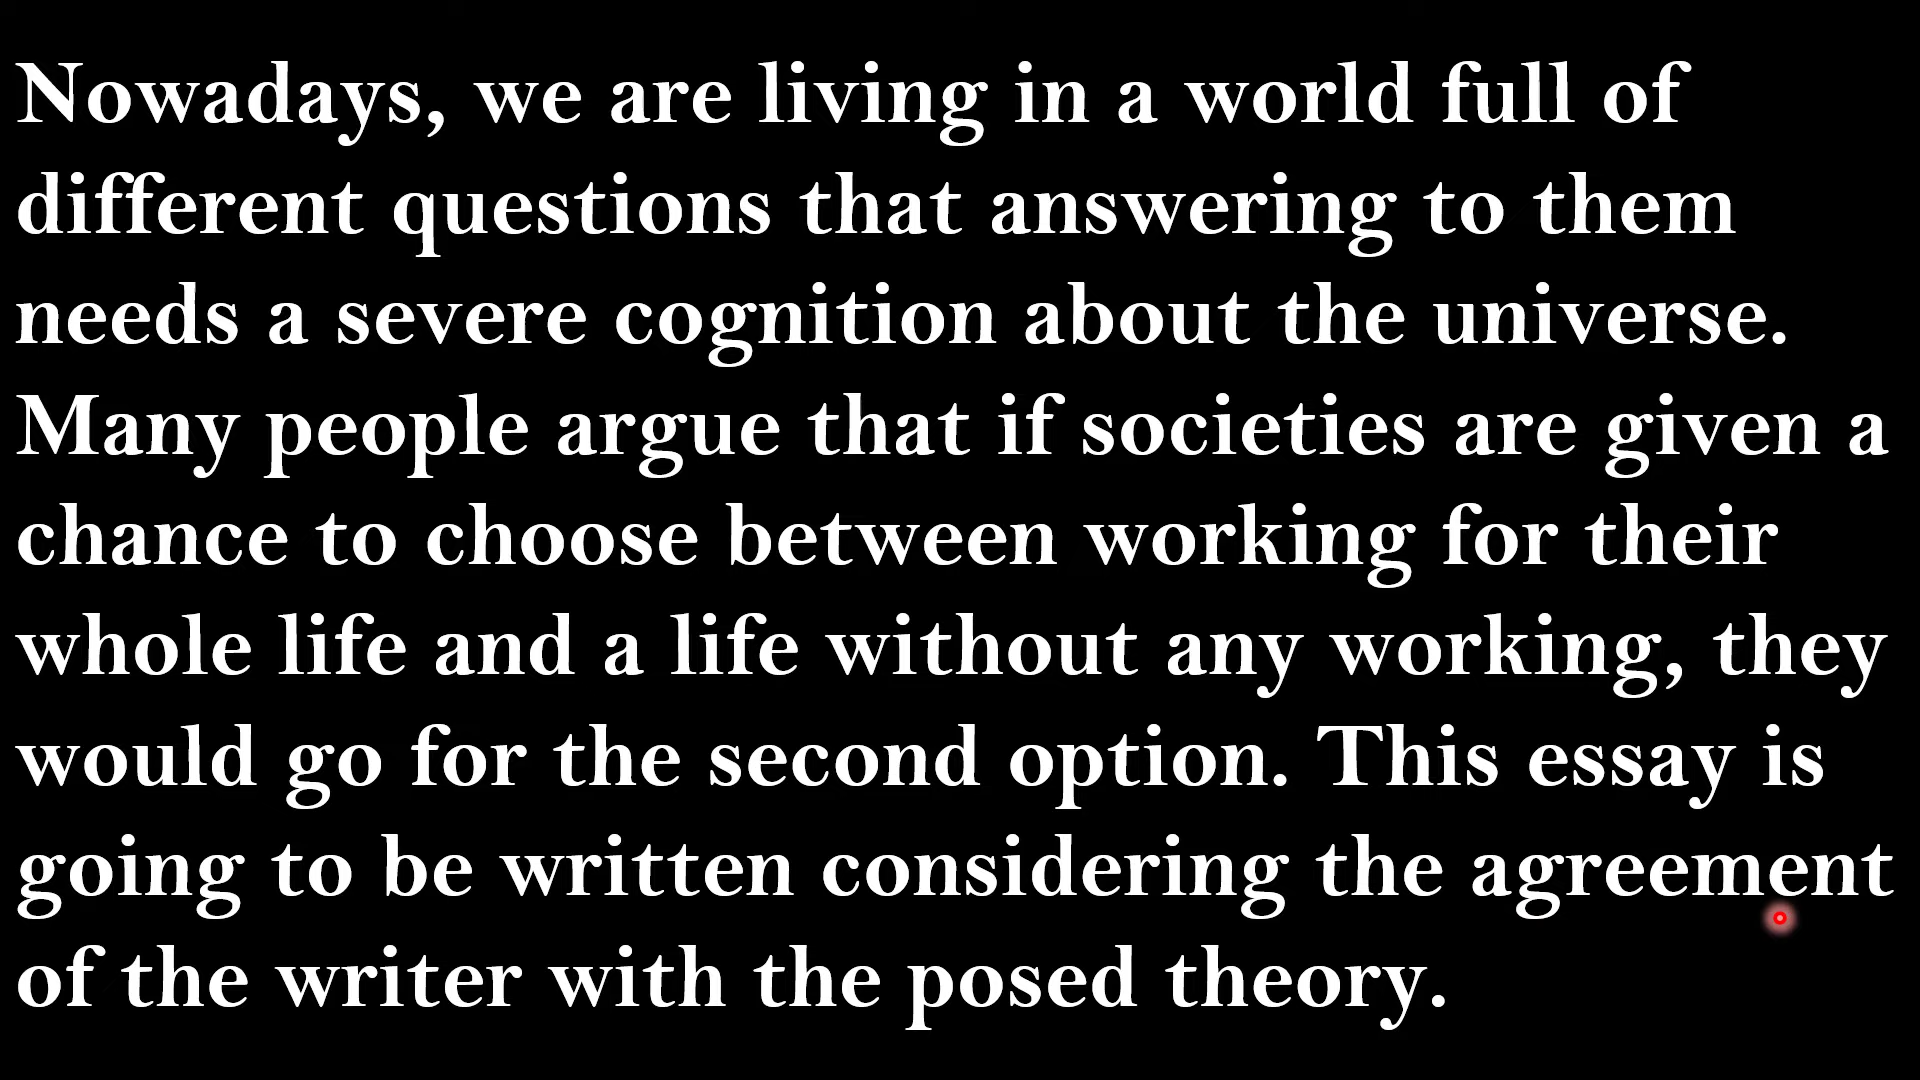 Nowadays, we are living in a world full of
different questions that answering to them
needs a severe cognition about the universe.
Many people argue that if societies are given a
chance to choose between working for their
whole life and a life without any working, they
would go for the second option. This essay is
going to be written considering the agreement
of the writer with the posed theory.